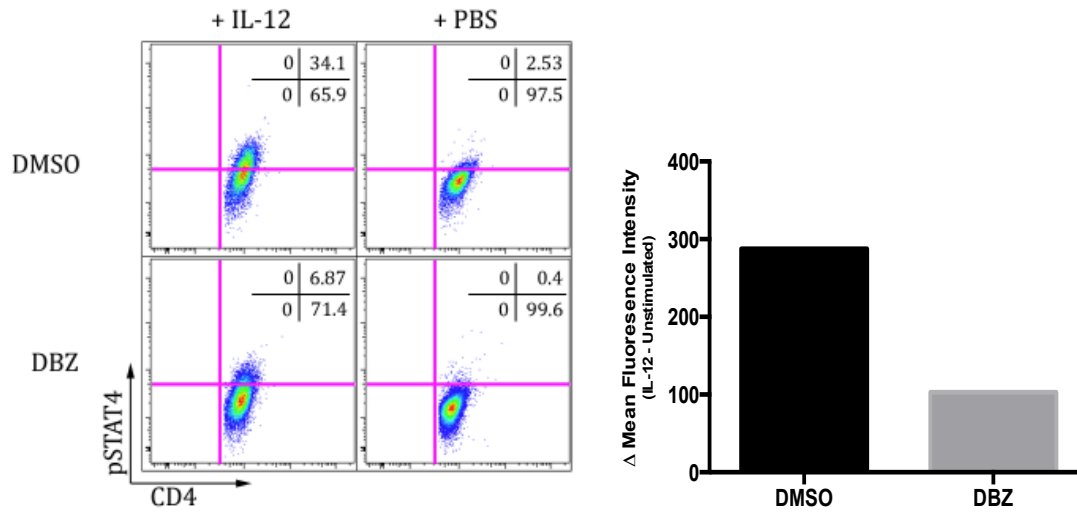 + IL-12
+ PBS
DMSO
0 34.1
0 65.9
0 2.53
0 97.5
DBZ
0 6.87
0 71.4
0 0.4
0 99.6
pSTAT4
CD4
Δ Mean Fluoresence Intensity
(IL-12 - Unstimulated)
400
300
200
100
0
DMSO
DBZ